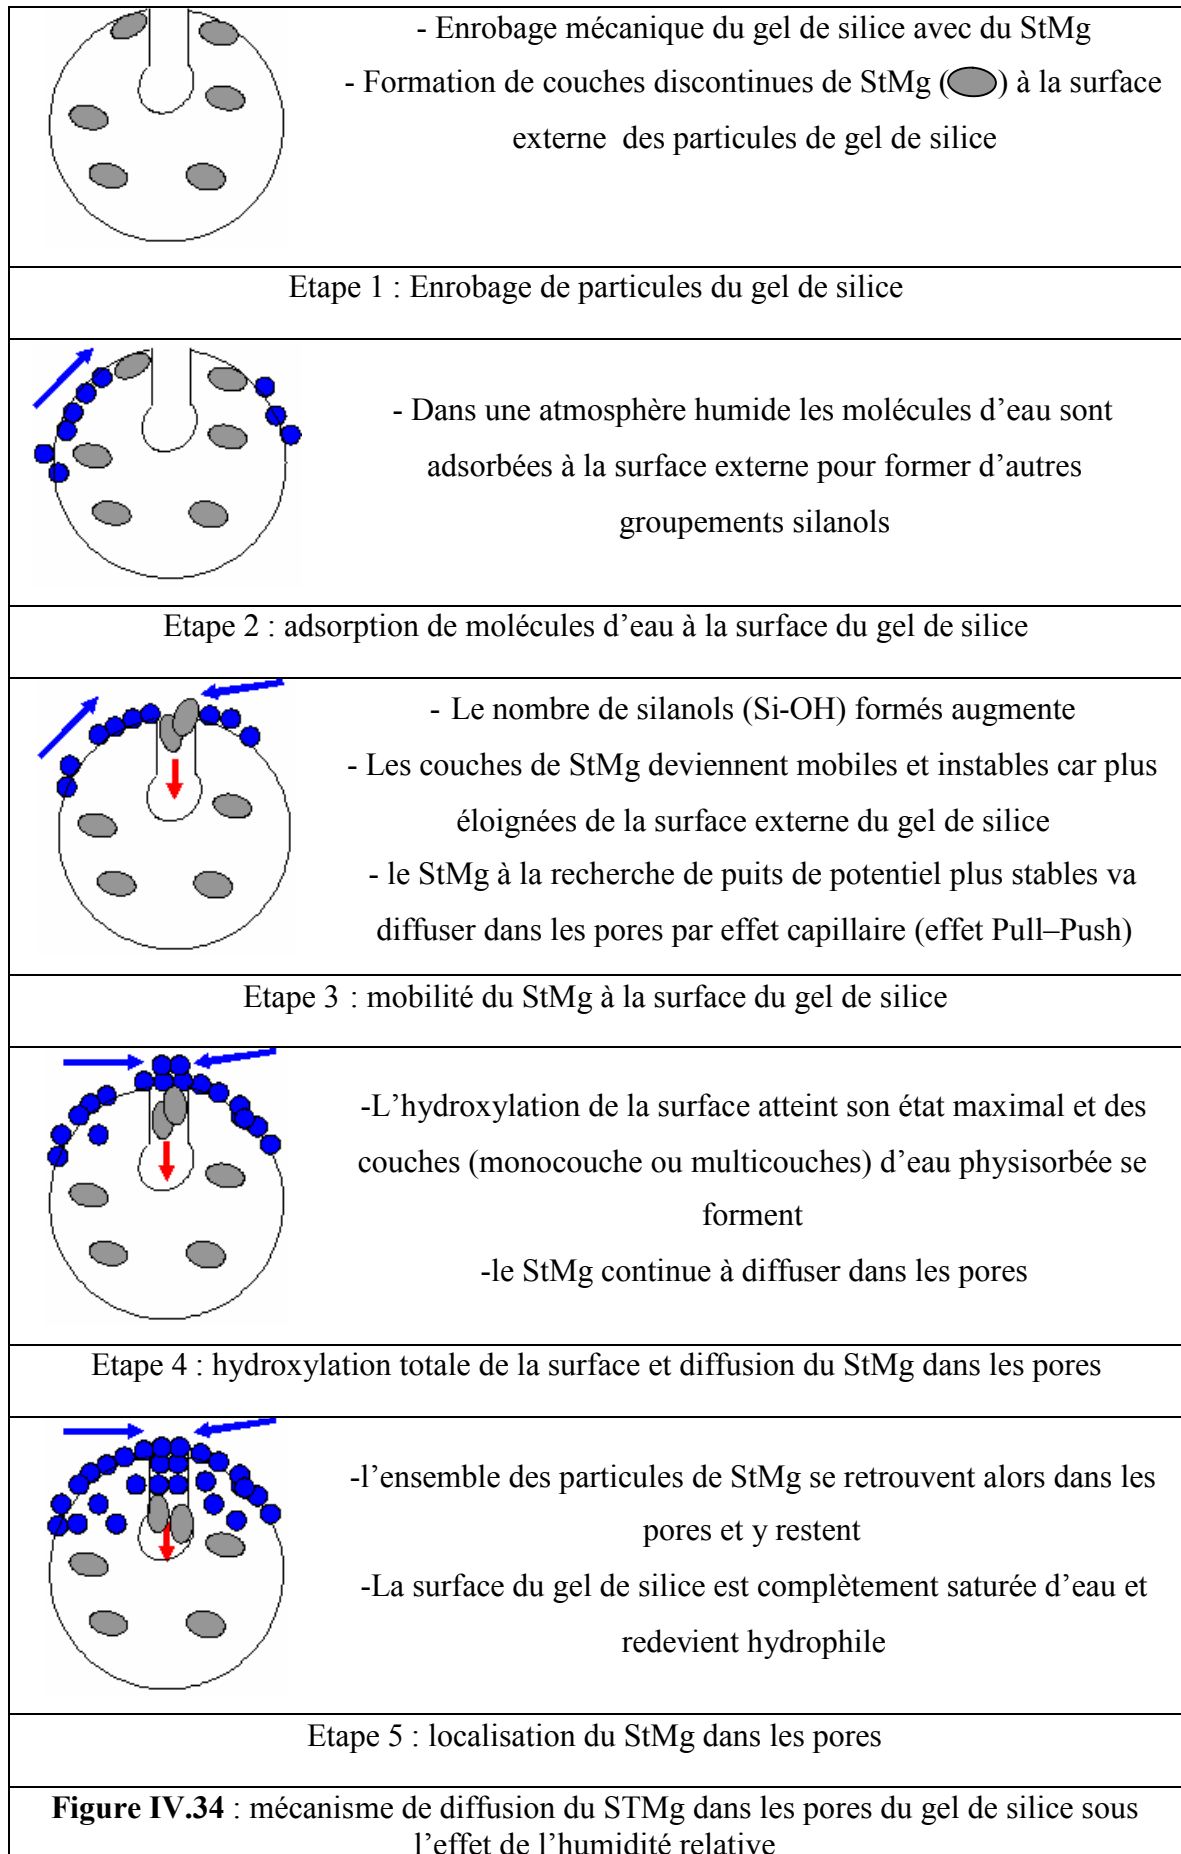 - Enrobage mécanique du gel de silice avec du StMg
- Formation de couches discontinues de StMg ( ) à la surface
externe des particules de gel de silice
Etape 1 : Enrobage de particules du gel de silice
- Dans une atmosphère humide les molécules d’eau sont
adsorbées à la surface externe pour former d’autres
groupements silanols
Etape 2 : adsorption de molécules d’eau à la surface du gel de silice
- Le nombre de silanols (Si-OH) formés augmente
- Les couches de StMg deviennent mobiles et instables car plus
éloignées de la surface externe du gel de silice
- le StMg à la recherche de puits de potentiel plus stables va
diffuser dans les pores par effet capillaire (effet Pull–Push)
Etape 3 : mobilité du StMg à la surface du gel de silice
-L’hydroxylation de la surface atteint son état maximal et des
couches (monocouche ou multicouches) d’eau physisorbée se
forment
-le StMg continue à diffuser dans les pores
Etape 4 : hydroxylation totale de la surface et diffusion du StMg dans les pores
-l’ensemble des particules de StMg se retrouvent alors dans les
pores et y restent
-La surface du gel de silice est complètement saturée d’eau et
redevient hydrophile
Etape 5 : localisation du StMg dans les pores
Figure IV.34 : mécanisme de diffusion du STMg dans les pores du gel de silice sous
l’effet de l’humidité relative